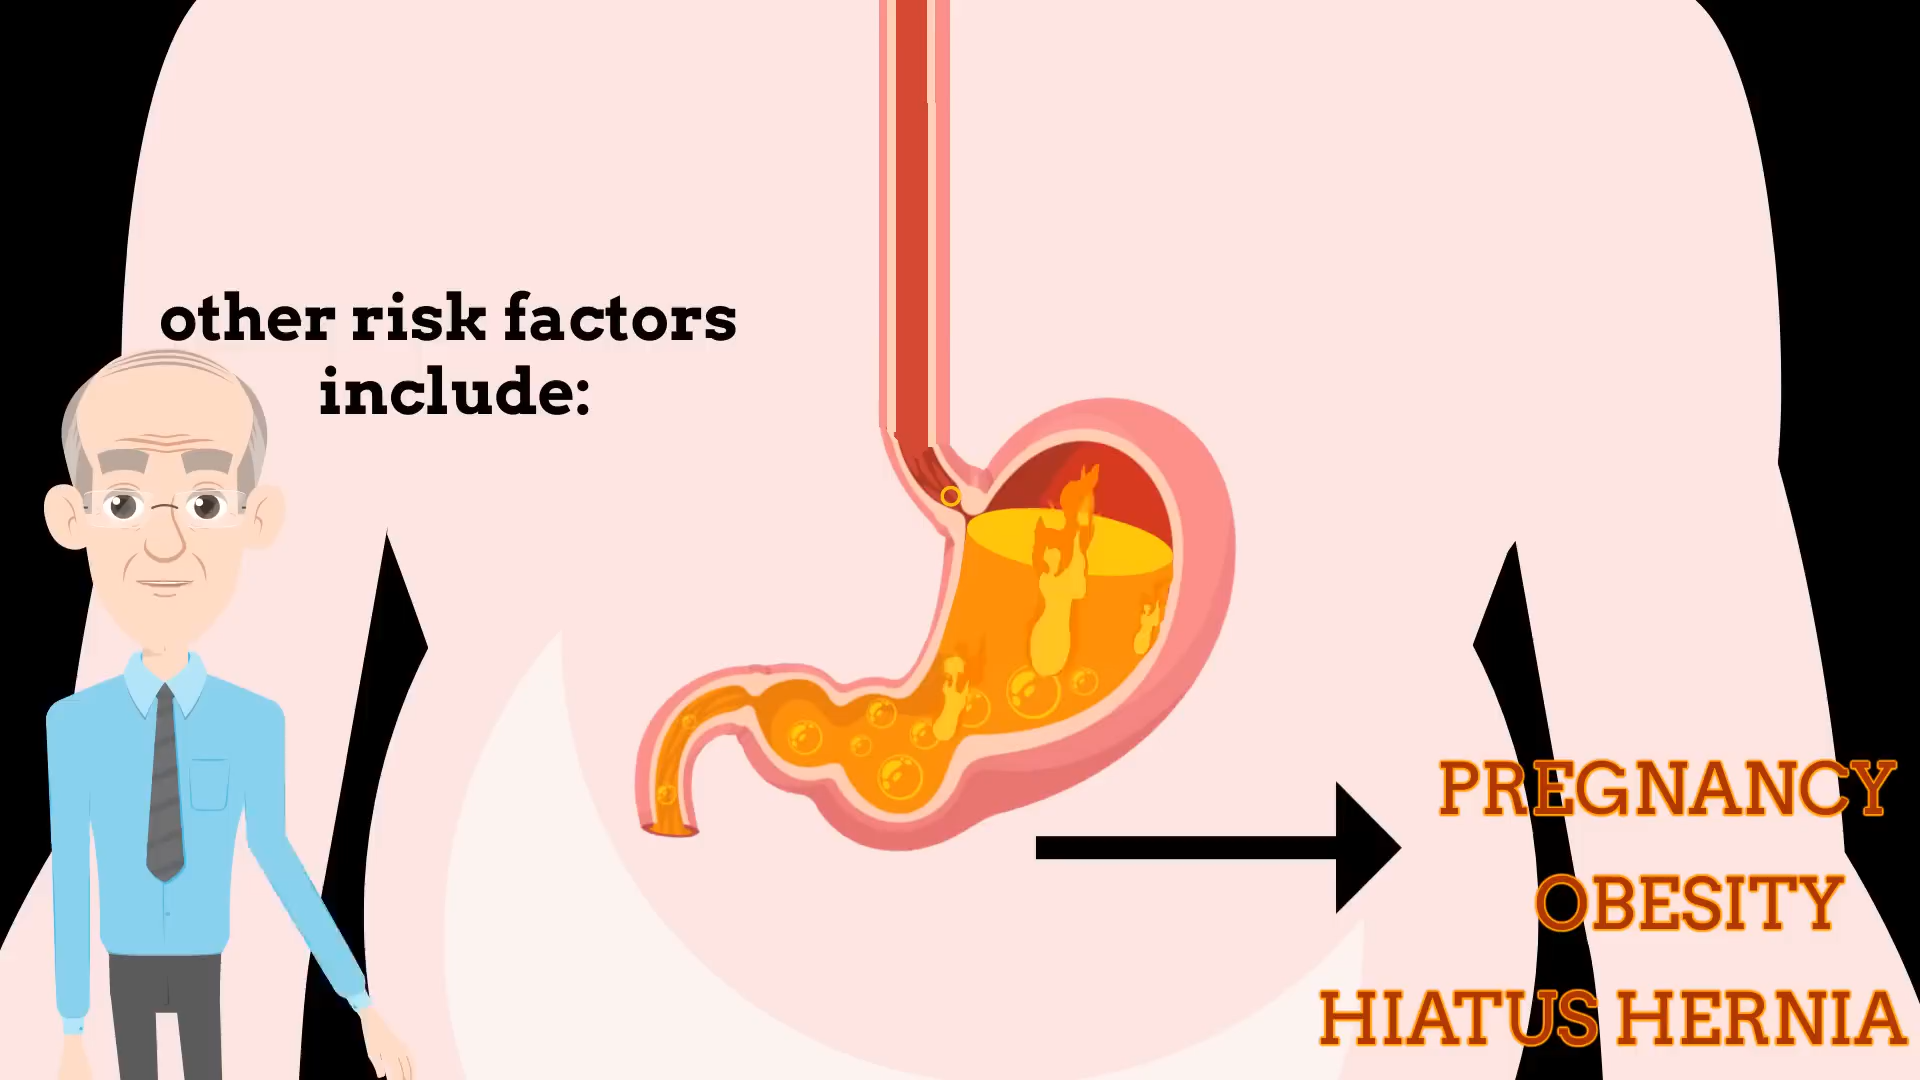 other risk factors
include:
PREGNANCY
OBESITY
HIATUS HERNIA